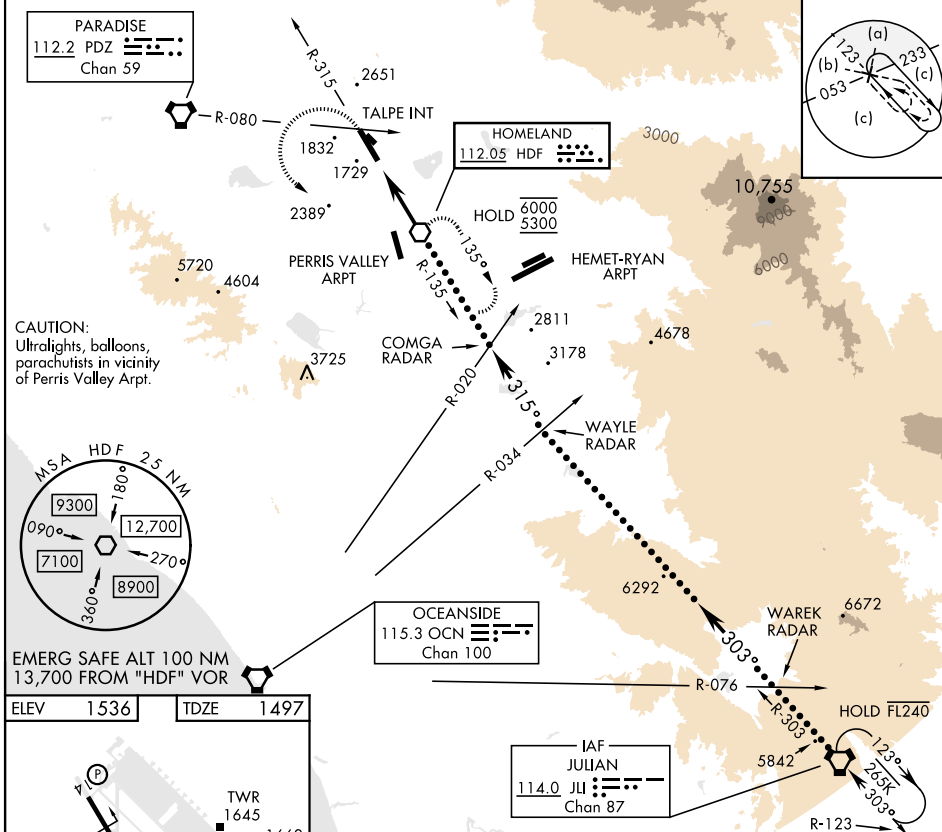 PARADISE
112.2 PDZ
Chan 59
R-315
2651
TALPE INT
R-080
1832
1729
2389
HOMELAND
112.05 HDF
3000
10,755
9000
6000
(a)
123
233
(b)
(c)
053
(c)
HOLD 6000
5300
135°
PERRIS VALLEY
ARPT
R-135
HEMET-RYAN
ARPT
5720
4604
CAUTION:
Ultralights, balloons,
parachutists in vicinity
of Perris Valley Arpt.
3725
COMGA
RADAR
2811
3178
4678
R-020
315°
WAYLE
RADAR
R-034
MSA HDF 25 NM
180°
9300
12,700
090°
270°
7100
8900
360°
6292
WAREK
RADAR
6672
OCEANSIDE
115.3 OCN
Chan 100
303°
EMERG SAFE ALT 100 NM
13,700 FROM "HDF" VOR
R-076
R-303
HOLD FL240
ELEV 1536
TDZE 1497
5842
IAF
JULIAN
114.0 JLI
Chan 87
123°
265K
303°
R-123
P
14
TWR
1645